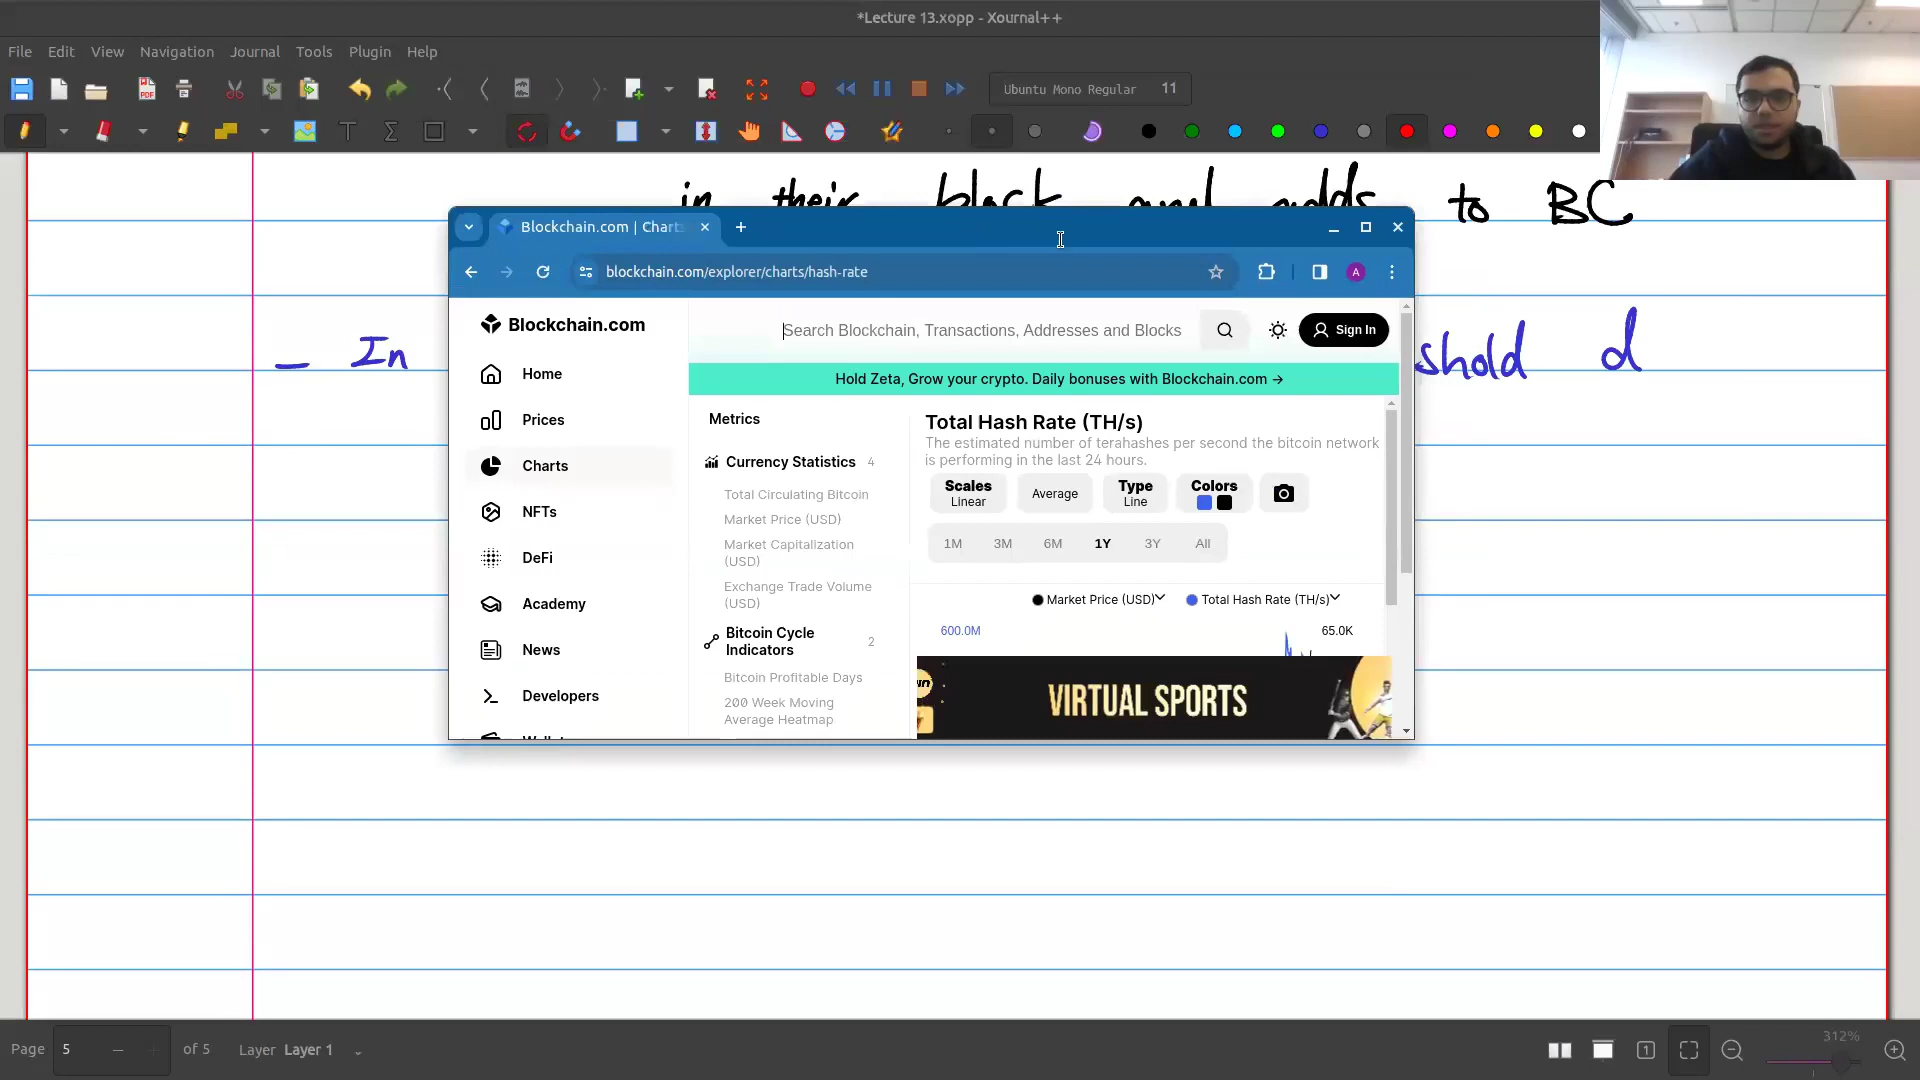 *Lecture 13.xopp - Xournal++
File Edit View Navigation Journal Tools Plugin Help
Ubuntu Mono Regular 11
in their block and adds to BC
Blockchain.com | Chart
blockchain.com/explorer/charts/hash-rate
A
Blockchain.com
Search Blockchain, Transactions, Addresses and Blocks
Sign In
Hold Zeta, Grow your crypto. Daily bonuses with Blockchain.com →
– In
shold d
Home
Prices
Charts
NFTs
DeFi
Academy
News
Developers
Metrics
Currency Statistics 4
Total Circulating Bitcoin
Market Price (USD)
Market Capitalization
(USD)
Exchange Trade Volume
(USD)
Bitcoin Cycle
Indicators 2
Bitcoin Profitable Days
200 Week Moving
Average Heatmap
Total Hash Rate (TH/s)
The estimated number of terahashes per second the bitcoin network
is performing in the last 24 hours.
Scales
Linear
Average
Type
Line
Colors
1M 3M 6M 1Y 3Y All
Market Price (USD) Total Hash Rate (TH/s)
600.0M 65.0K
VIRTUAL SPORTS
Page 5 of 5 Layer Layer 1
1
312%